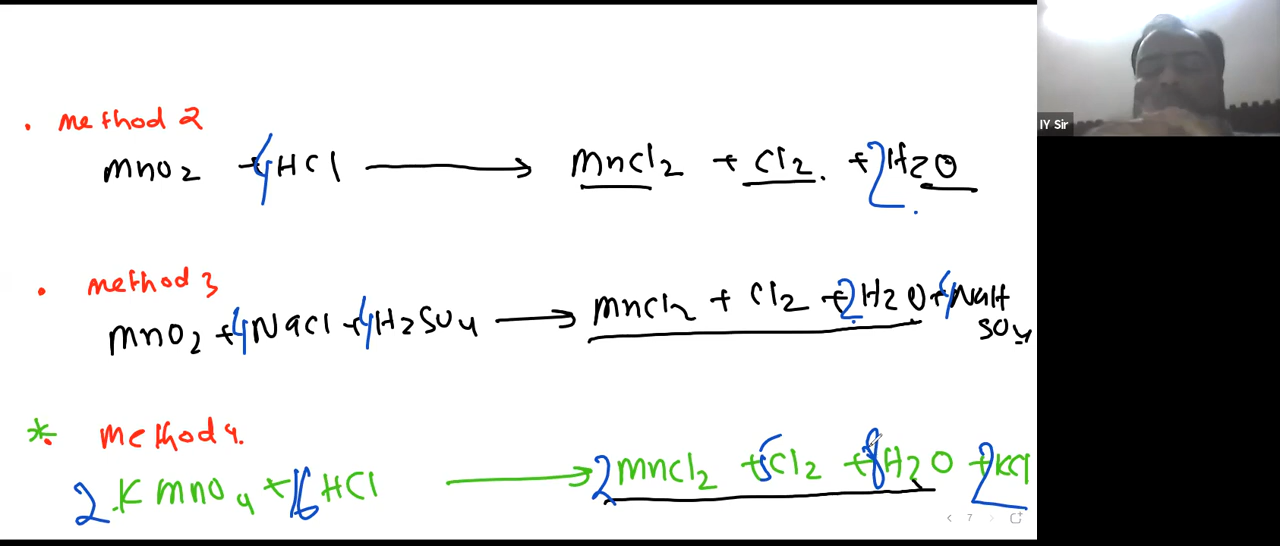 . method 2
mnO2 + 4HCl → mnCl2 + Cl2. + 2H2O
IY Sir
. method 3
mnO2 + 4NaCl + 4H2SO4 → mnCl2 + Cl2 + 2H2O + 4NaH
SO4
* method 4.
2KmnO4 + 16HCl → 2mnCl2 + 5Cl2 + 8H2O + 2KCl
< 7 >